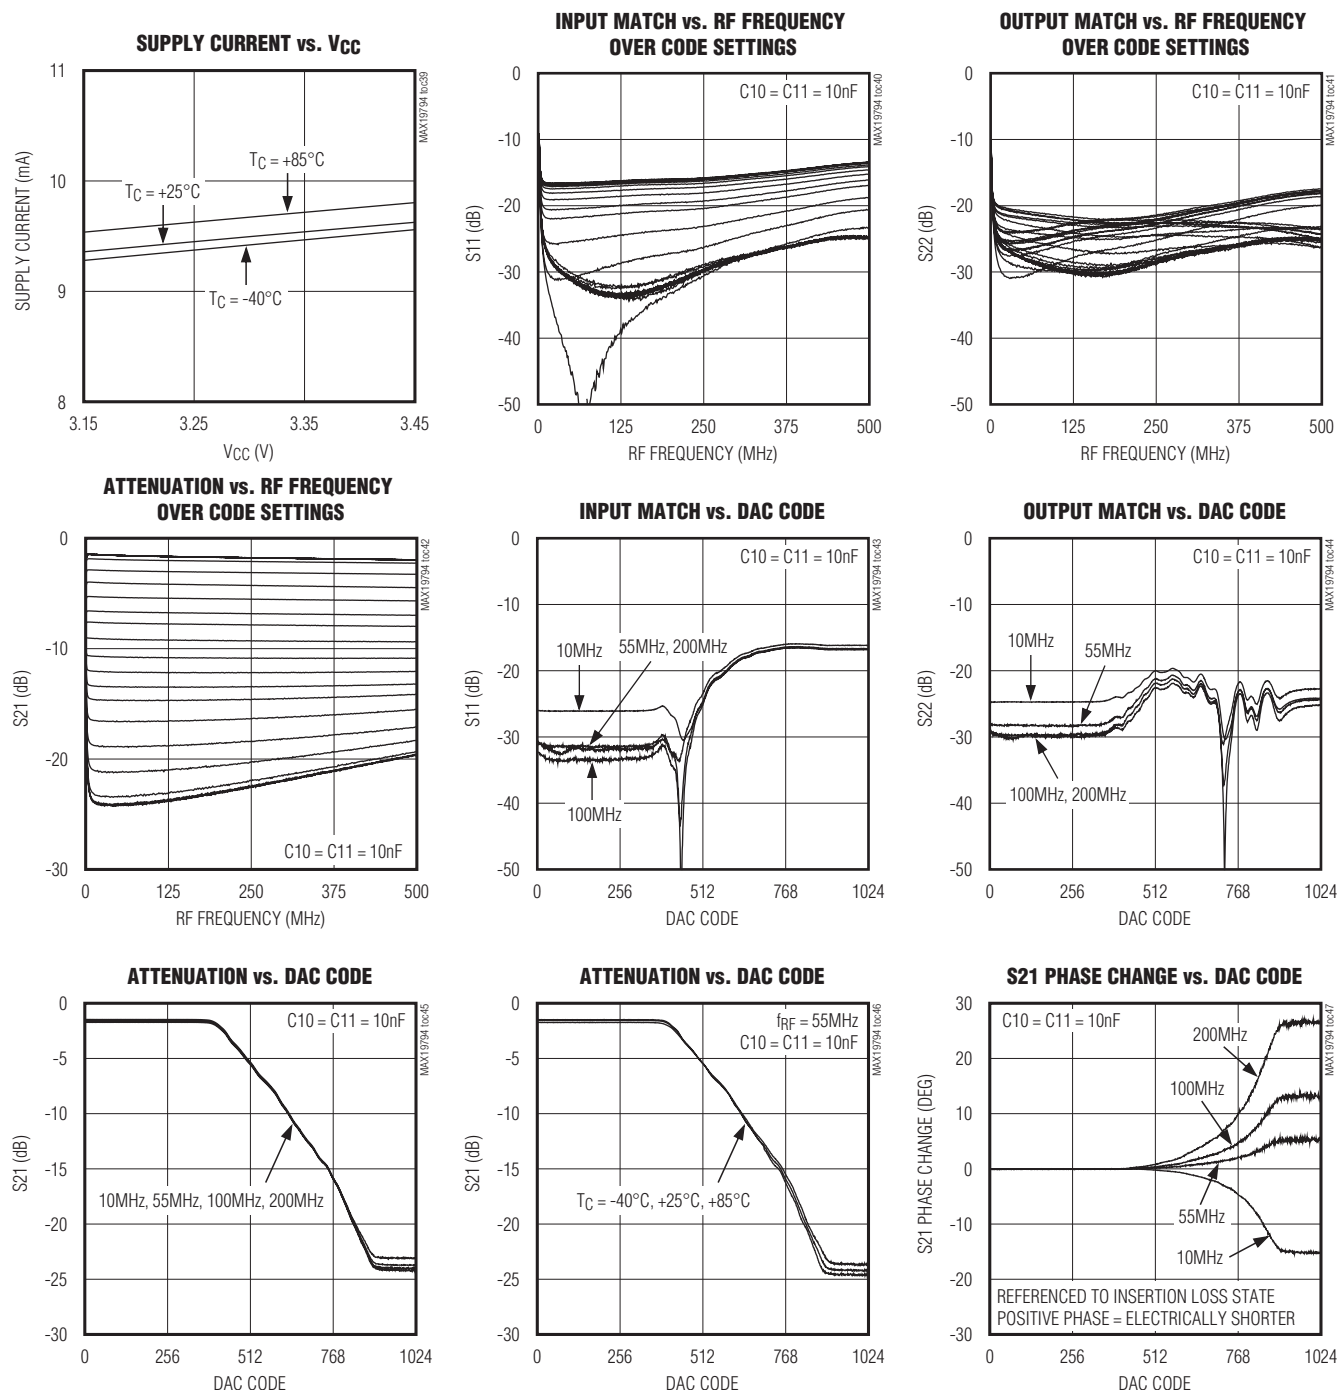 SUPPLY CURRENT vs. VCC
MAX19794 toc39
SUPPLY CURRENT (mA)
11
10
9
8
TC = +85°C
TC = +25°C
TC = -40°C
3.15 3.25 3.35 3.45
VCC (V)
INPUT MATCH vs. RF FREQUENCY
OVER CODE SETTINGS
MAX19794 toc40
C10 = C11 = 10nF
S11 (dB)
0
-10
-20
-30
-40
-50
0 125 250 375 500
RF FREQUENCY (MHz)
OUTPUT MATCH vs. RF FREQUENCY
OVER CODE SETTINGS
MAX19794 toc41
C10 = C11 = 10nF
S22 (dB)
0
-10
-20
-30
-40
-50
0 125 250 375 500
RF FREQUENCY (MHz)
ATTENUATION vs. RF FREQUENCY
OVER CODE SETTINGS
MAX19794 toc42
S21 (dB)
0
-10
-20
-30
C10 = C11 = 10nF
0 125 250 375 500
RF FREQUENCY (MHz)
INPUT MATCH vs. DAC CODE
MAX19794 toc43
C10 = C11 = 10nF
S11 (dB)
0
-10
-20
-30
-40
-50
10MHz
55MHz, 200MHz
100MHz
0 256 512 768 1024
DAC CODE
OUTPUT MATCH vs. DAC CODE
MAX19794 toc44
C10 = C11 = 10nF
S22 (dB)
0
-10
-20
-30
-40
-50
10MHz
55MHz
100MHz, 200MHz
0 256 512 768 1024
DAC CODE
ATTENUATION vs. DAC CODE
MAX19794 toc45
C10 = C11 = 10nF
S21 (dB)
0
-5
-10
-15
-20
-25
-30
10MHz, 55MHz, 100MHz, 200MHz
0 256 512 768 1024
DAC CODE
ATTENUATION vs. DAC CODE
MAX19794 toc46
fRF = 55MHz
C10 = C11 = 10nF
S21 (dB)
0
-5
-10
-15
-20
-25
-30
TC = -40°C, +25°C, +85°C
0 256 512 768 1024
DAC CODE
S21 PHASE CHANGE vs. DAC CODE
MAX19794 toc47
C10 = C11 = 10nF
S21 PHASE CHANGE (DEG)
30
20
10
0
-10
-20
-30
200MHz
100MHz
55MHz
10MHz
REFERENCED TO INSERTION LOSS STATE
POSITIVE PHASE = ELECTRICALLY SHORTER
0 256 512 768 1024
DAC CODE